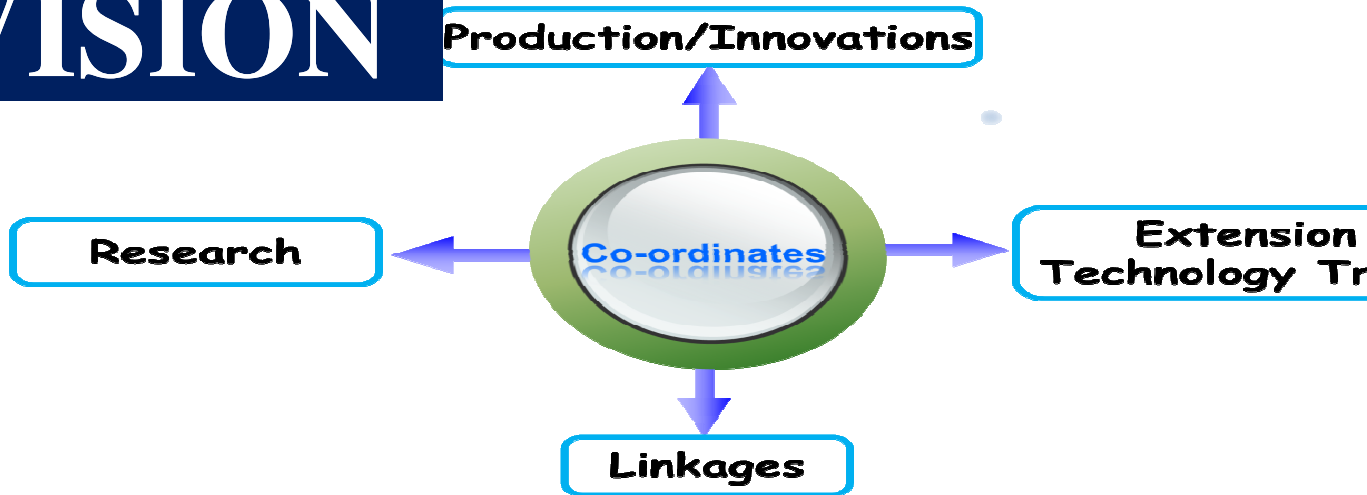 VISION
Production/Innovations
Research
Co-ordinates
Extension
Technology
Linkages